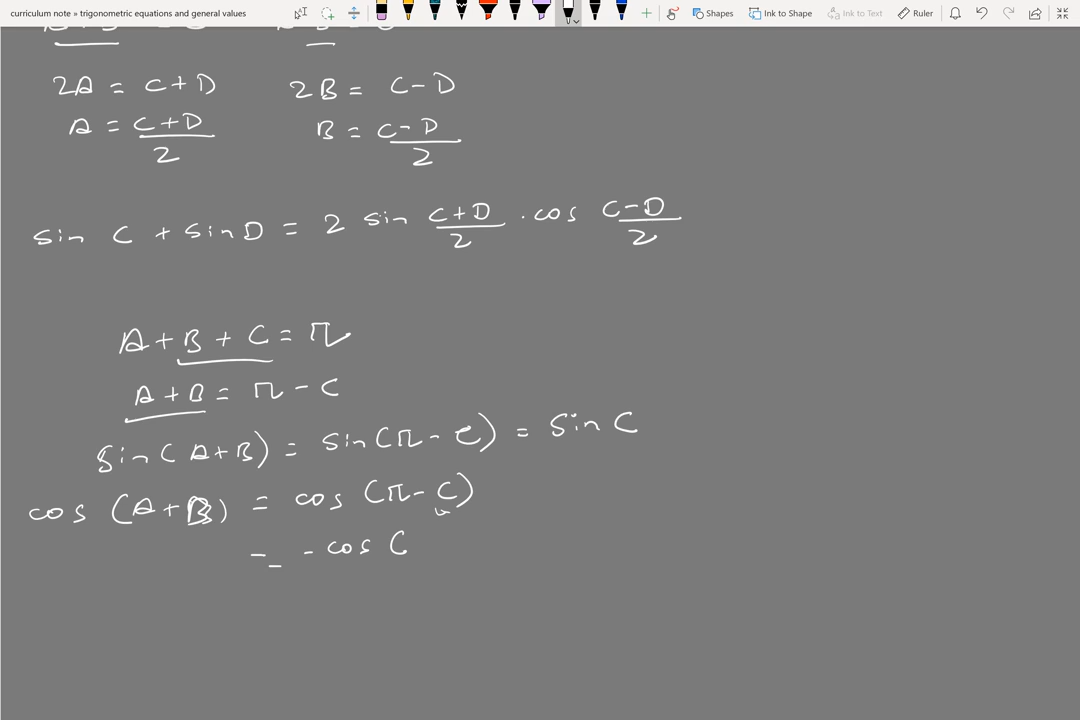 curriculum note » trigonometric equations and general values
Shapes Ink to Shape Ink to Text Ruler
2A = C+D 2B = C-D
A = C+D/2 B = C-D/2
sin C + sin D = 2 sin C+D/2 . cos C-D/2
A+B+C = π
A+B = π - C
sin(A+B) = sin(π - C) = sin C
cos (A+B) = cos (π - C)
= - cos C